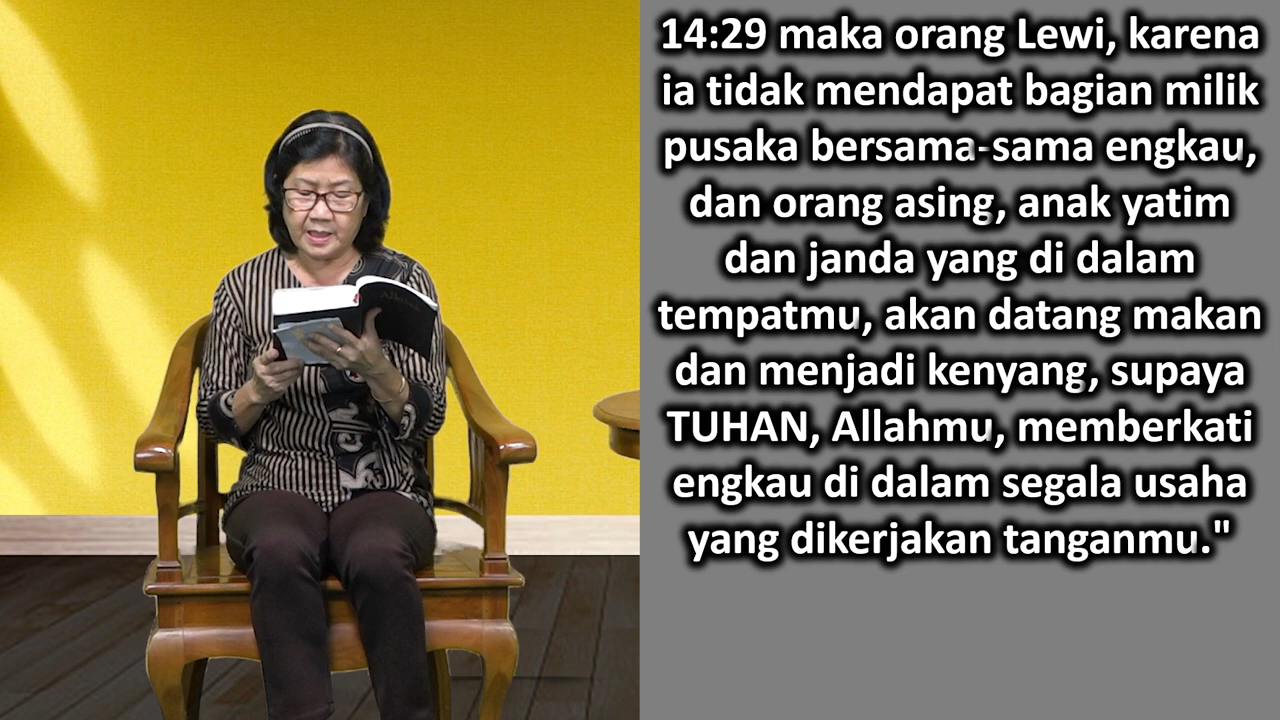 14:29 maka orang Lewi, karena
ia tidak mendapat bagian milik
pusaka bersama-sama engkau,
dan orang asing, anak yatim
dan janda yang di dalam
tempatmu, akan datang makan
dan menjadi kenyang, supaya
TUHAN, Allahmu, memberkati
engkau di dalam segala usaha
yang dikerjakan tanganmu."